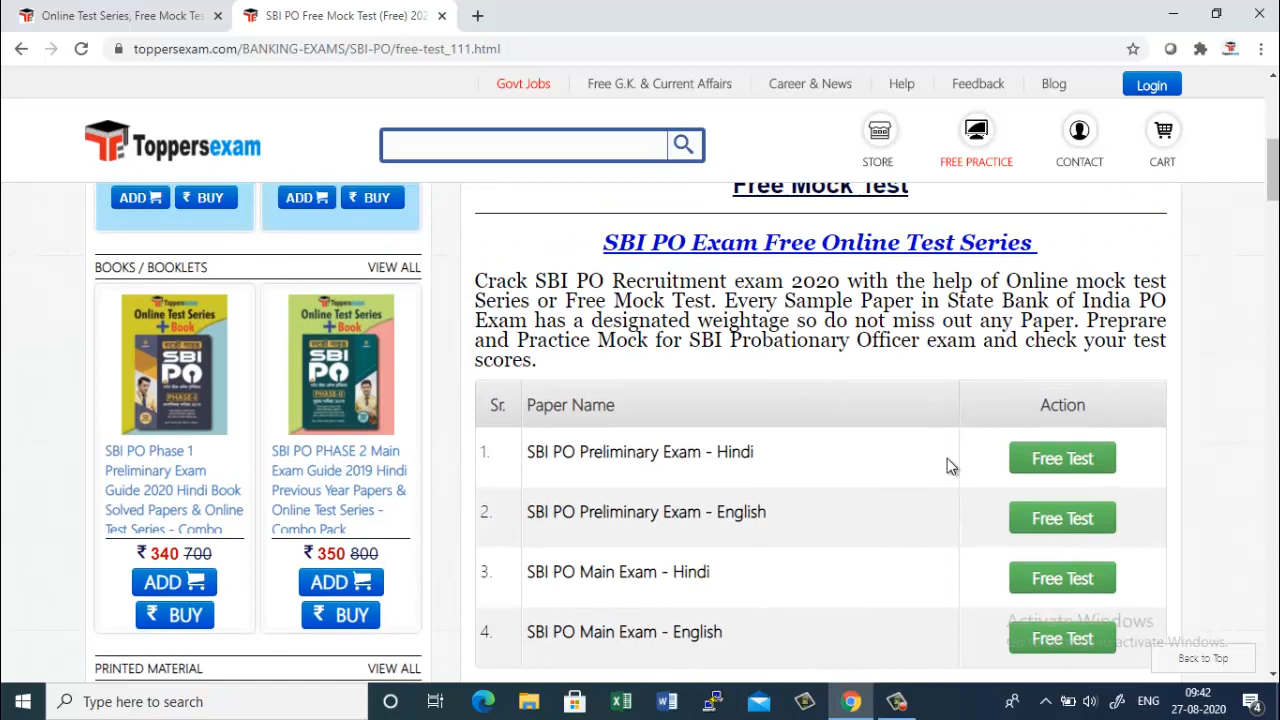 Online Test Series, Free Mock Tes
SBI PO Free Mock Test (Free) 202
toppersexam.com/BANKING-EXAMS/SBI-PO/free-test_111.html
Govt Jobs Free G.K. & Current Affairs Career & News Help Feedback Blog Login
Toppersexam
STORE FREE PRACTICE CONTACT CART
ADD ₹ BUY ADD ₹ BUY
BOOKS / BOOKLETS VIEW ALL
Toppersexam
Online Test Series
+Book
SBI
PO
PHASE-I
Toppersexam
Online Test Series
+Book
SBI
PO
PHASE-II
SBI PO Phase 1
Preliminary Exam
Guide 2020 Hindi Book
Solved Papers & Online
Test Series - Combo
₹ 340 700
ADD
₹ BUY
SBI PO PHASE 2 Main
Exam Guide 2019 Hindi
Previous Year Papers &
Online Test Series -
Combo Pack
₹ 350 800
ADD
₹ BUY
PRINTED MATERIAL VIEW ALL
Free Mock Test
SBI PO Exam Free Online Test Series
Crack SBI PO Recruitment exam 2020 with the help of Online mock test
Series or Free Mock Test. Every Sample Paper in State Bank of India PO
Exam has a designated weightage so do not miss out any Paper. Preprare
and Practice Mock for SBI Probationary Officer exam and check your test
scores.
Sr. Paper Name Action
1. SBI PO Preliminary Exam - Hindi Free Test
2. SBI PO Preliminary Exam - English Free Test
3. SBI PO Main Exam - Hindi Free Test
4. SBI PO Main Exam - English Free Test
Activate Windows
activate Windows.
Back to Top
Type here to search
ENG
09:42
27-08-2020
4